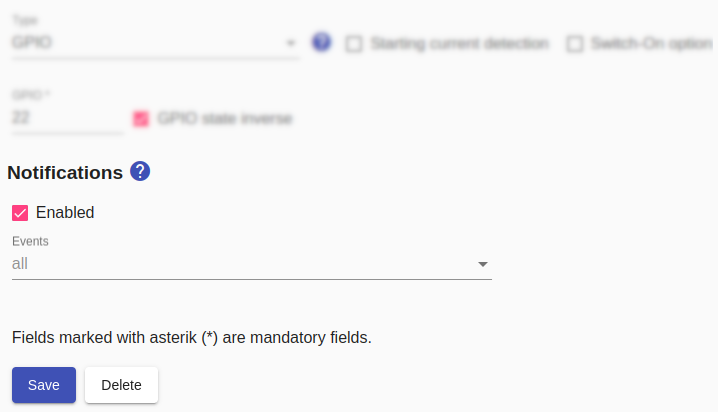 Type
GPIO
? Starting current detection Switch-On option
GPIO *
22 GPIO state inverse
Notifications ?
Enabled
Events
all
Fields marked with asterik (*) are mandatory fields.
Save Delete